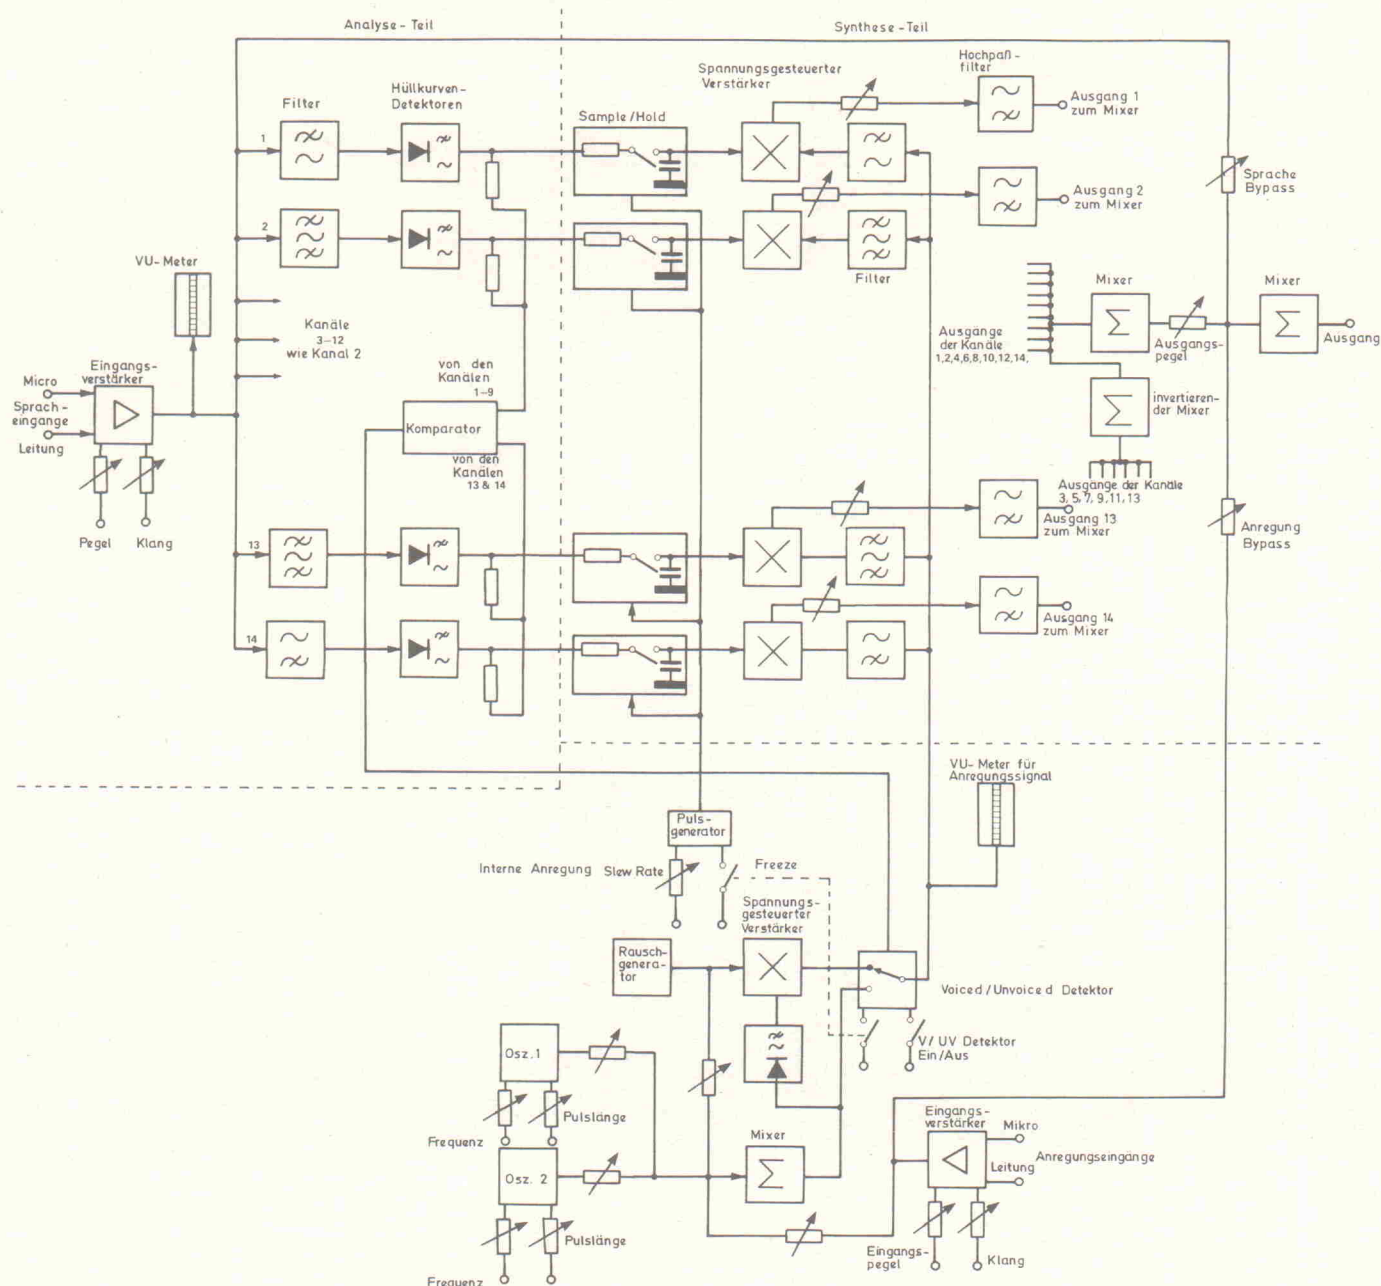 Analyse-Teil
Synthese-Teil
Filter
Hüllkurven-
Detektoren
Sample/Hold
Spannungsgesteuerter
Verstärker
Hochpaß-
filter
Ausgang 1
zum Mixer
1
Ausgang 2
zum Mixer
Sprache
Bypass
2
Filter
VU-Meter
Kanäle
3–12
wie Kanal 2
Mixer
Mixer
Ausgänge
der Kanäle
1,2,4,6,8,10,12,14,
Ausgangs-
pegel
Ausgang
Eingangs-
verstärker
Micro
Sprach-
eingänge
Leitung
von den
Kanälen
1–9
Komparator
von den
Kanälen
13 & 14
invertieren-
der Mixer
Ausgänge der Kanäle
3, 5, 7, 9, 11, 13
Pegel
Klang
13
Ausgang 13
zum Mixer
Anregung
Bypass
14
Ausgang 14
zum Mixer
VU-Meter für
Anregungssignal
Puls-
generator
Interne Anregung
Slew Rate
Freeze
Spannungs-
gesteuerter
Verstärker
Rausch-
genera-
tor
Voiced/Unvoiced Detektor
V/UV Detektor
Ein/Aus
Osz. 1
Pulslänge
Frequenz
Osz. 2
Mixer
Eingangs-
verstärker
Mikro
Leitung
Anregungseingänge
Pulslänge
Frequenz
Eingangs-
pegel
Klang